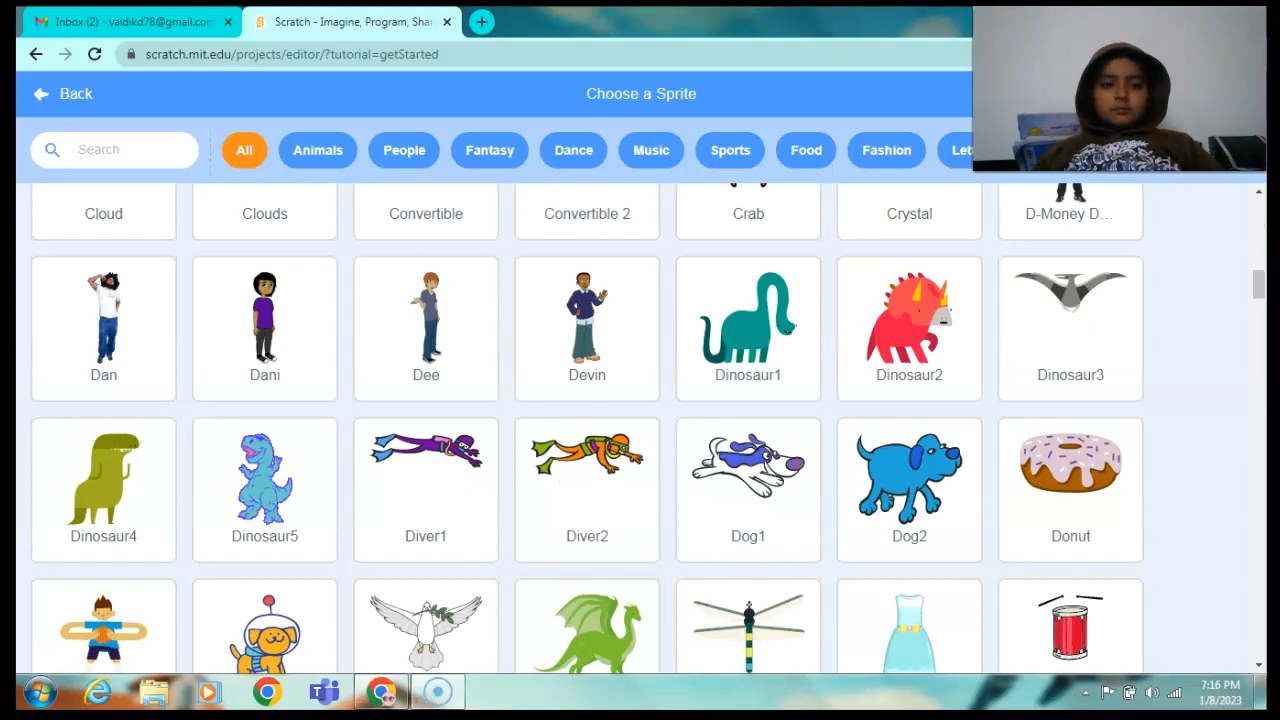 Inbox (2) - vaidikd78@gmail.com
Scratch - Imagine, Program, Shar
scratch.mit.edu/projects/editor/?tutorial=getStarted
Back
Choose a Sprite
Search
All
Animals
People
Fantasy
Dance
Music
Sports
Food
Fashion
Let
Cloud
Clouds
Convertible
Convertible 2
Crab
Crystal
D-Money D...
Dan
Dani
Dee
Devin
Dinosaur1
Dinosaur2
Dinosaur3
Dinosaur4
Dinosaur5
Diver1
Diver2
Dog1
Dog2
Donut
7:16 PM
1/8/2023